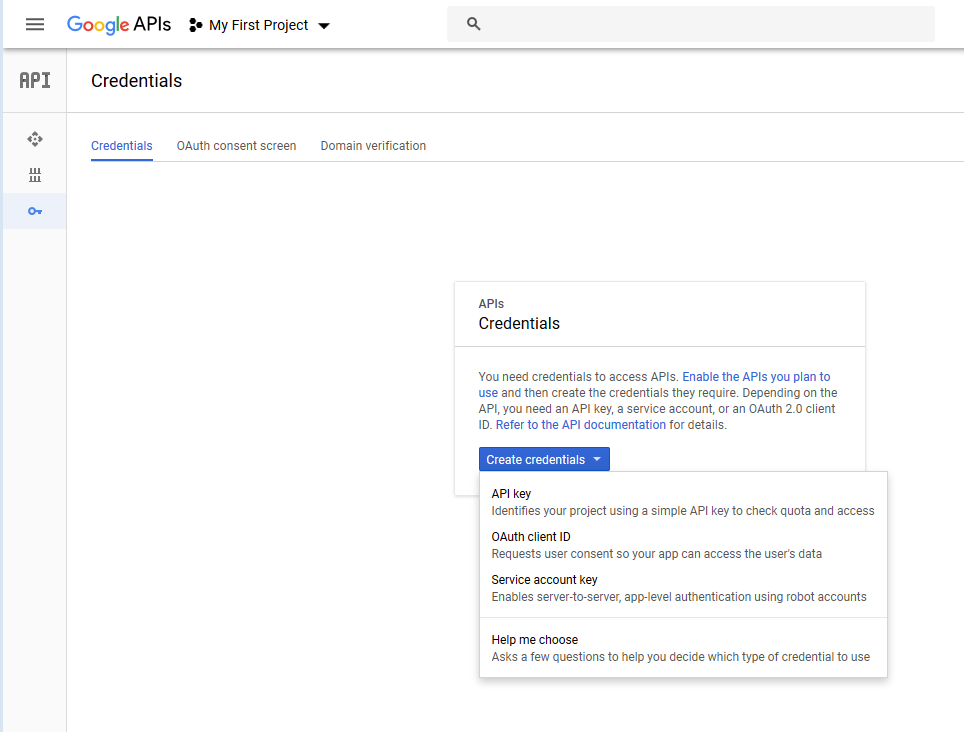 Google APIs My First Project
API Credentials
Credentials OAuth consent screen Domain verification
APIs
Credentials
You need credentials to access APIs. Enable the APIs you plan to
use and then create the credentials they require. Depending on the
API, you need an API key, a service account, or an OAuth 2.0 client
ID. Refer to the API documentation for details.
Create credentials
API key
Identifies your project using a simple API key to check quota and access
OAuth client ID
Requests user consent so your app can access the user's data
Service account key
Enables server-to-server, app-level authentication using robot accounts
Help me choose
Asks a few questions to help you decide which type of credential to use